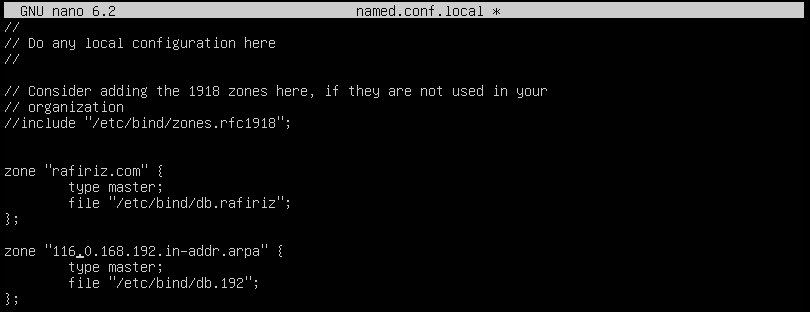 GNU nano 6.2 named.conf.local *
//
// Do any local configuration here
//
// Consider adding the 1918 zones here, if they are not used in your
// organization
//include "/etc/bind/zones.rfc1918";
zone "rafiriz.com" {
type master;
file "/etc/bind/db.rafiriz";
};
zone "116.0.168.192.in-addr.arpa" {
type master;
file "/etc/bind/db.192";
};